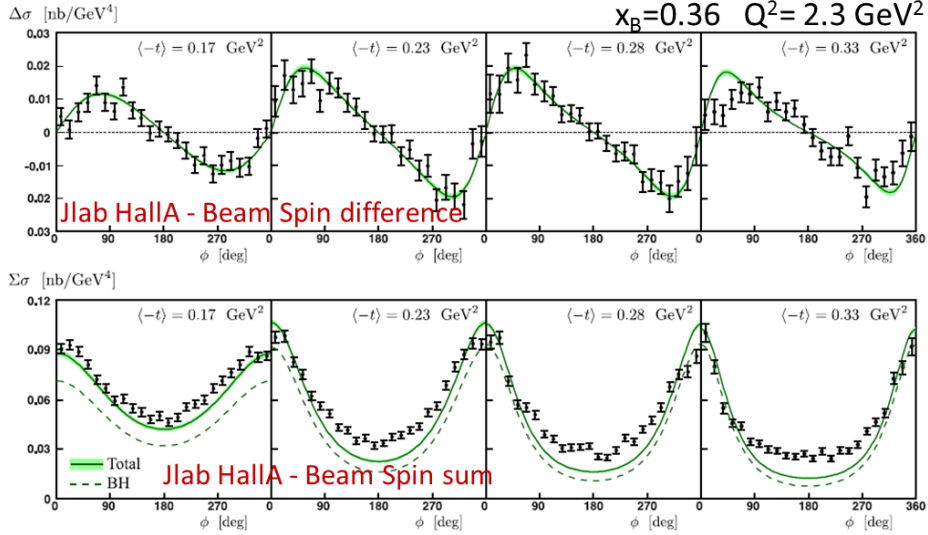 Δσ [nb/GeV⁴]
x_B=0.36 Q²= 2.3 GeV²
0.03
0.02
0.01
0
-0.01
0.02
0.03
⟨−t⟩ = 0.17 GeV²
⟨−t⟩ = 0.23 GeV²
⟨−t⟩ = 0.28 GeV²
⟨−t⟩ = 0.33 GeV²
Jlab HallA - Beam Spin difference
90 180 270 0 90 180 270 0 90 180 270 0 90 180 270 360
ϕ [deg] ϕ [deg] ϕ [deg] ϕ [deg]
Σσ [nb/GeV⁴]
0.12
0.09
0.06
0.03
0
⟨−t⟩ = 0.17 GeV²
⟨−t⟩ = 0.23 GeV²
⟨−t⟩ = 0.28 GeV²
⟨−t⟩ = 0.33 GeV²
Total
BH
Jlab HallA - Beam Spin sum
0 90 180 270 0 90 180 270 0 90 180 270 0 90 180 270 360
ϕ [deg] ϕ [deg] ϕ [deg] ϕ [deg]